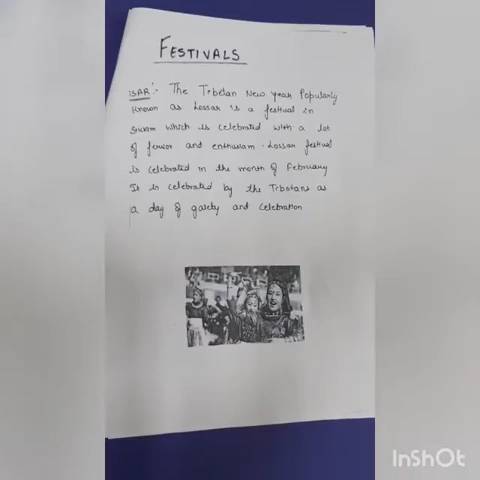 FESTIVALS
ISAR :- The Tibetan New Year Popularly
Known as Lossar is a festival in
Sikkim which is celebrated with a lot
of fervor and enthusiasm. Lossar festival
is celebrated in the month of February
It is celebrated by the Tibetans as
a day of gaiety and celebration
InShOt